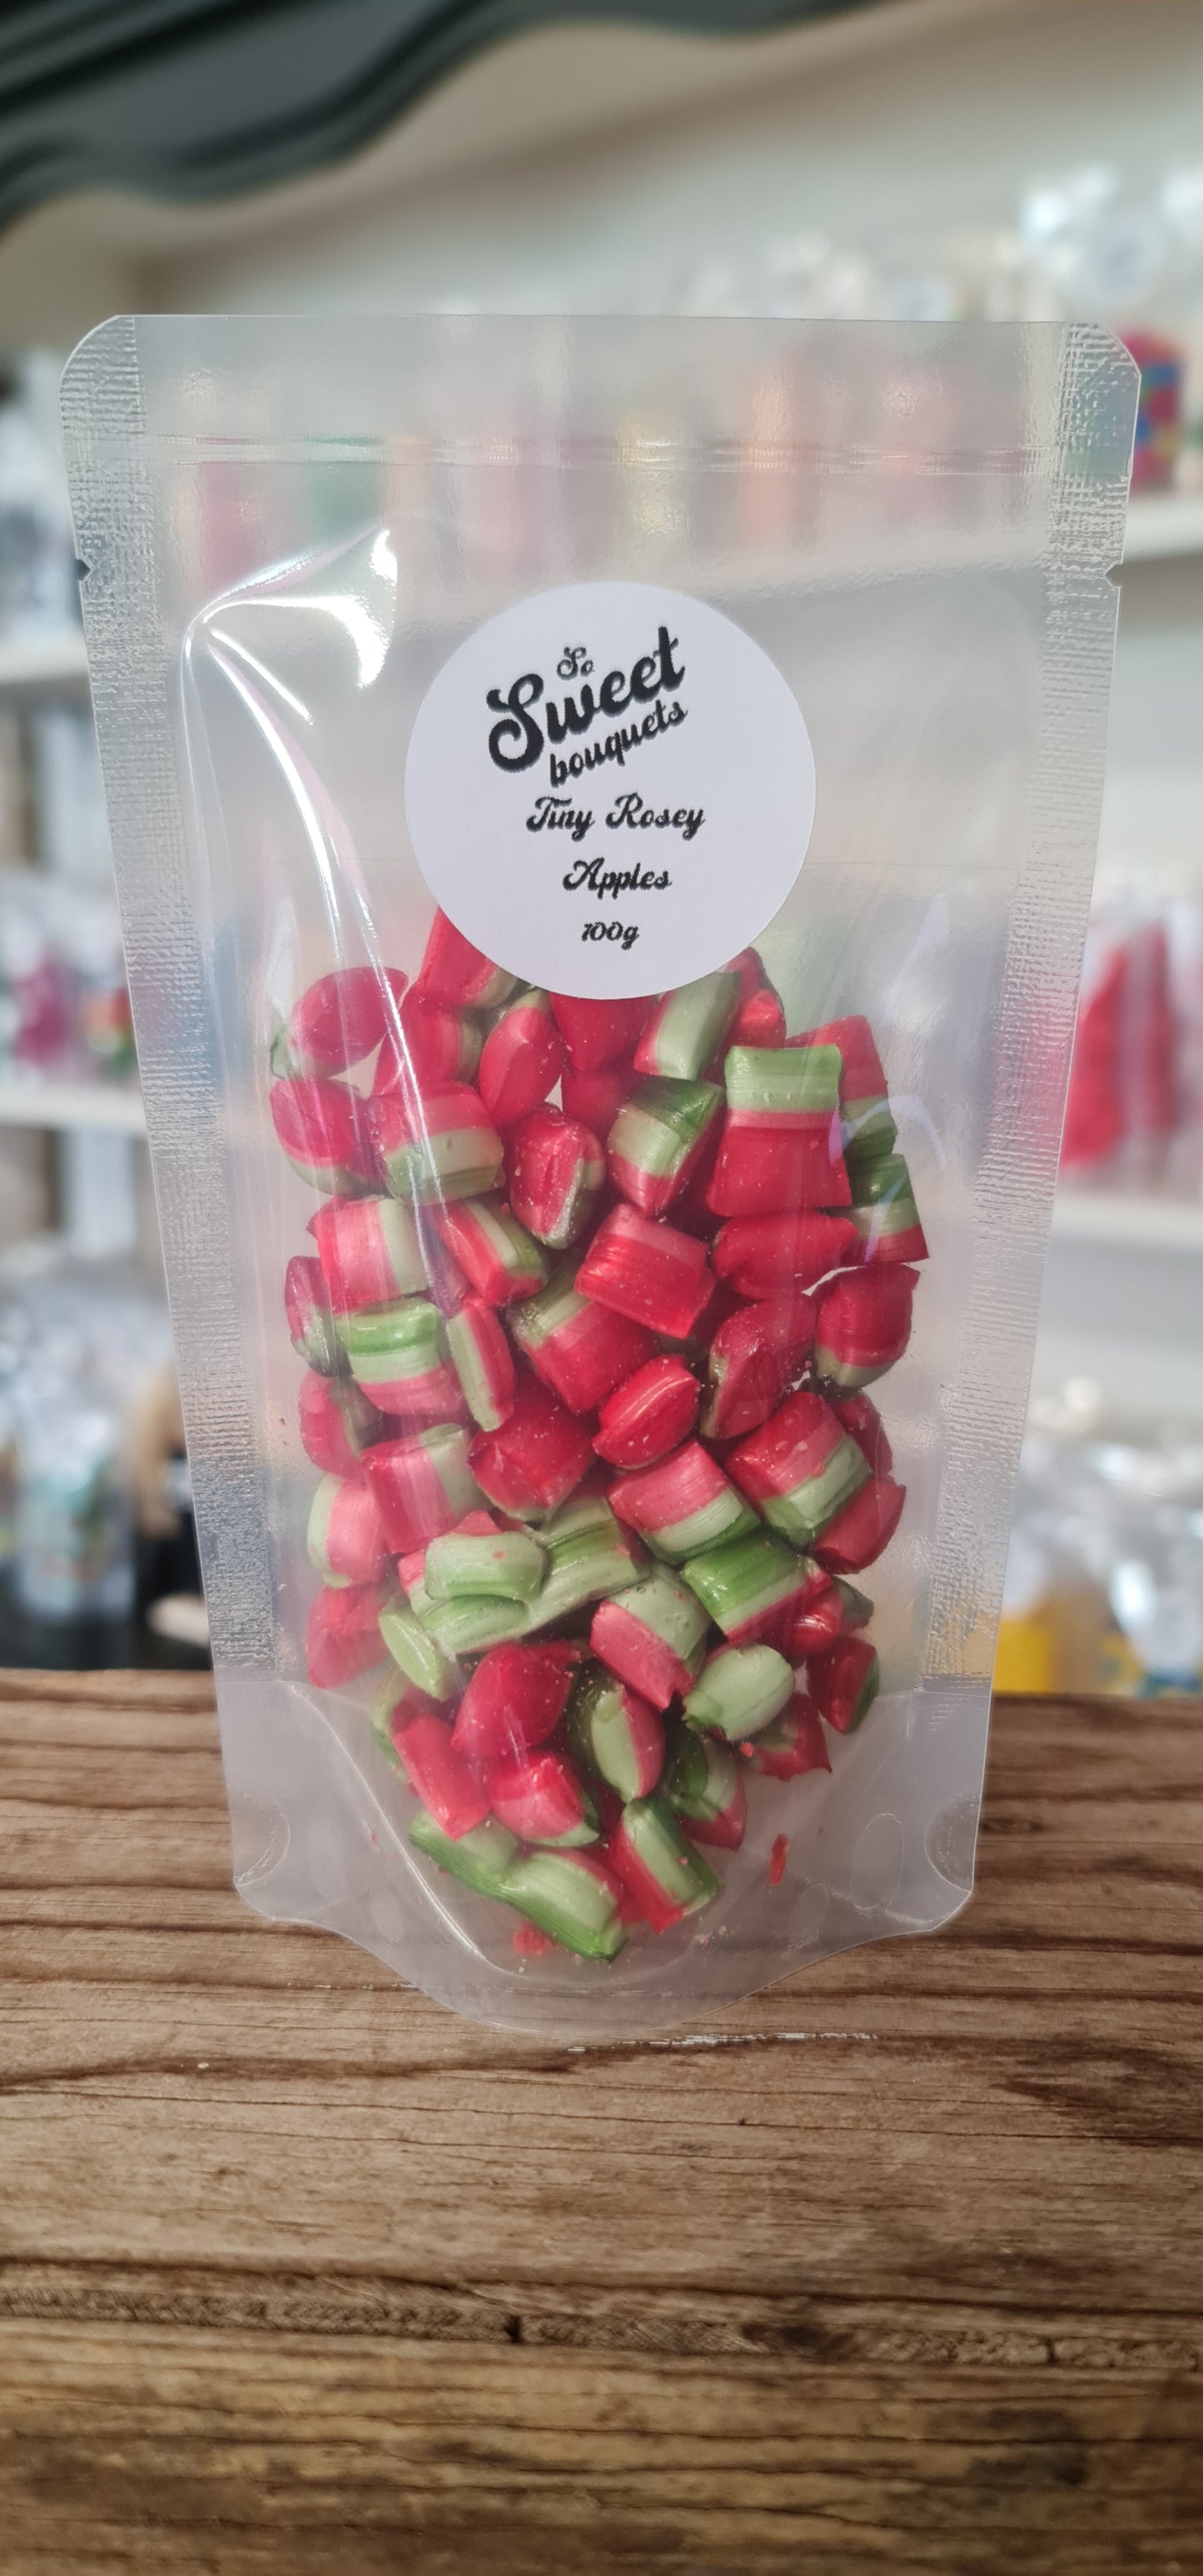 So
Sweet
bouquets
Tiny Rosey
Apples
100g